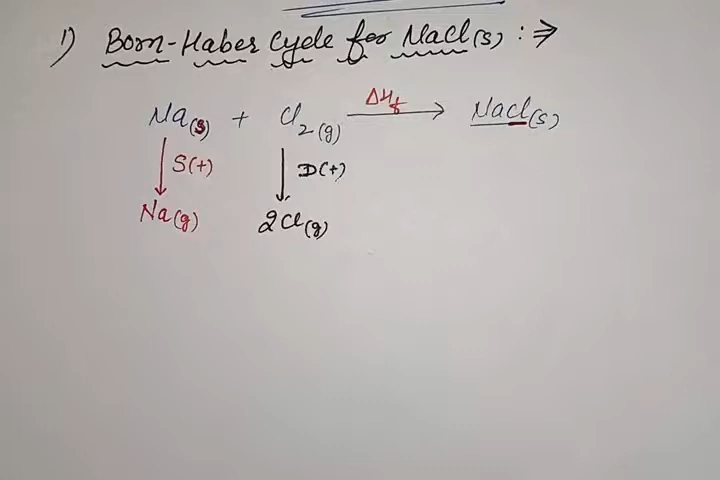 1) Born-Haber Cycle for NaCl(s) :⇒
Na(s) + Cl2(g) ΔHf → NaCl(s)
↓ S(+) ↓ D(+)
Na(g) 2Cl(g)